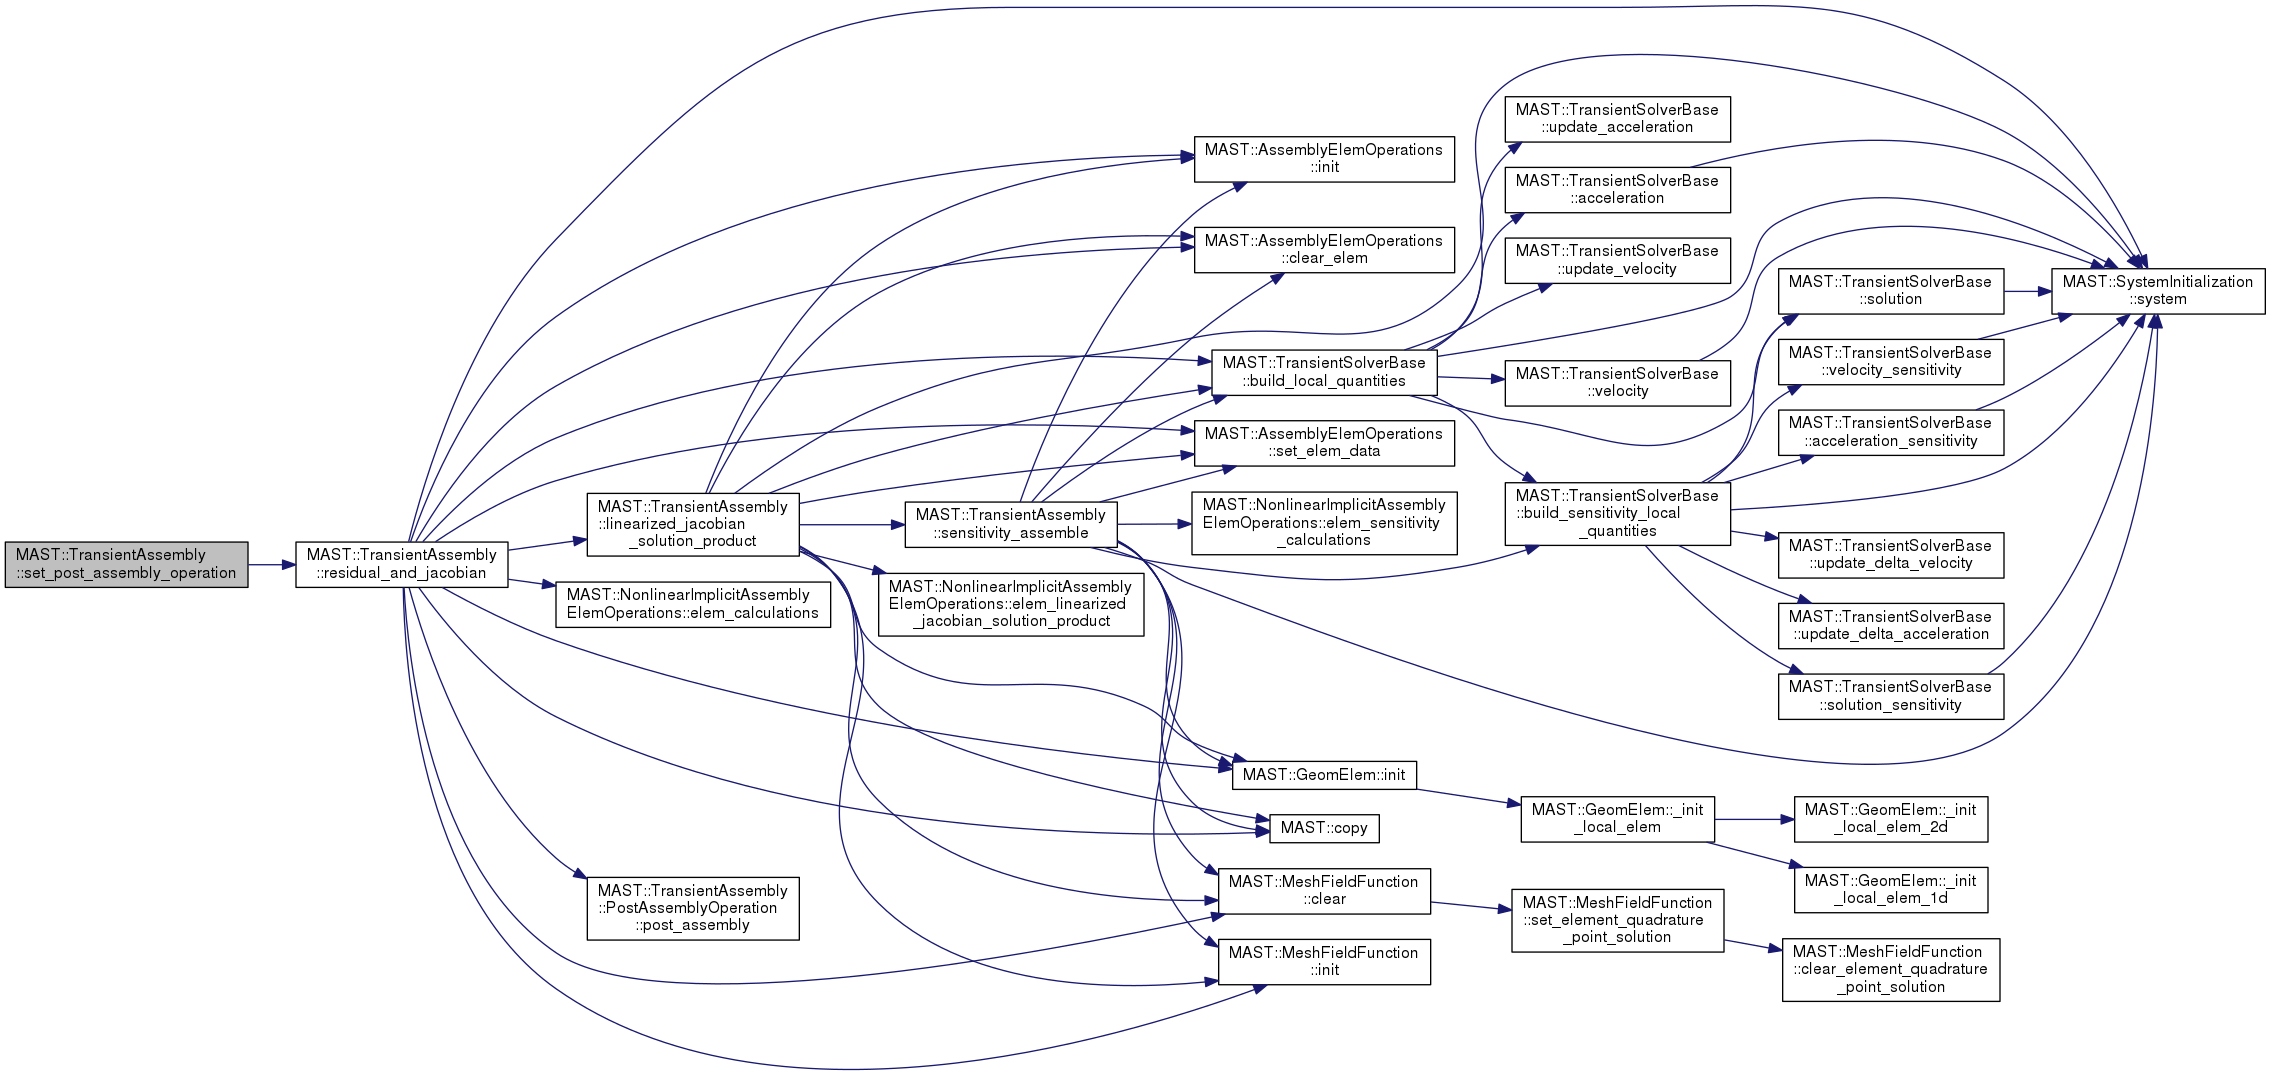 MAST::TransientAssembly
::set_post_assembly_operation
MAST::TransientAssembly
::residual_and_jacobian
MAST::TransientAssembly
::linearized_jacobian
_solution_product
MAST::NonlinearImplicitAssembly
ElemOperations::elem_calculations
MAST::TransientAssembly
::PostAssemblyOperation
::post_assembly
MAST::TransientAssembly
::sensitivity_assemble
MAST::NonlinearImplicitAssembly
ElemOperations::elem_linearized
_jacobian_solution_product
MAST::AssemblyElemOperations
::init
MAST::AssemblyElemOperations
::clear_elem
MAST::TransientSolverBase
::build_local_quantities
MAST::AssemblyElemOperations
::set_elem_data
MAST::NonlinearImplicitAssembly
ElemOperations::elem_sensitivity
_calculations
MAST::GeomElem::init
MAST::copy
MAST::MeshFieldFunction
::clear
MAST::MeshFieldFunction
::init
MAST::TransientSolverBase
::update_acceleration
MAST::TransientSolverBase
::acceleration
MAST::TransientSolverBase
::update_velocity
MAST::TransientSolverBase
::velocity
MAST::TransientSolverBase
::build_sensitivity_local
_quantities
MAST::GeomElem::_init
_local_elem
MAST::MeshFieldFunction
::set_element_quadrature
_point_solution
MAST::TransientSolverBase
::solution
MAST::TransientSolverBase
::velocity_sensitivity
MAST::TransientSolverBase
::acceleration_sensitivity
MAST::TransientSolverBase
::update_delta_velocity
MAST::TransientSolverBase
::update_delta_acceleration
MAST::TransientSolverBase
::solution_sensitivity
MAST::GeomElem::_init
_local_elem_2d
MAST::GeomElem::_init
_local_elem_1d
MAST::MeshFieldFunction
::clear_element_quadrature
_point_solution
MAST::SystemInitialization
::system